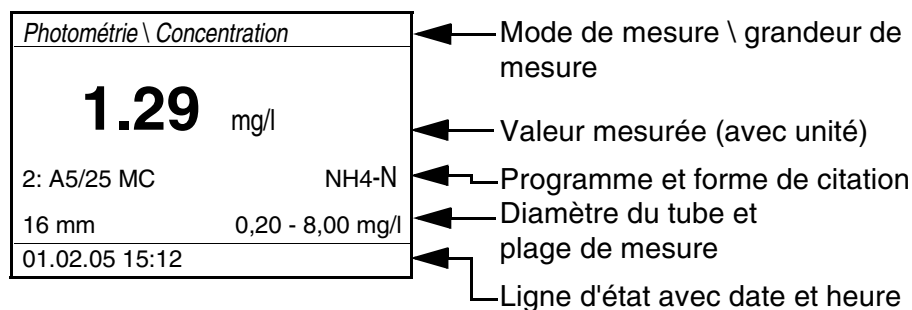 Photométrie \ Concentration
Mode de mesure \ grandeur de
mesure
1.29 mg/l
Valeur mesurée (avec unité)
2: A5/25 MC NH4-N
Programme et forme de citation
16 mm 0,20 - 8,00 mg/l
Diamètre du tube et
plage de mesure
01.02.05 15:12
Ligne d'état avec date et heure